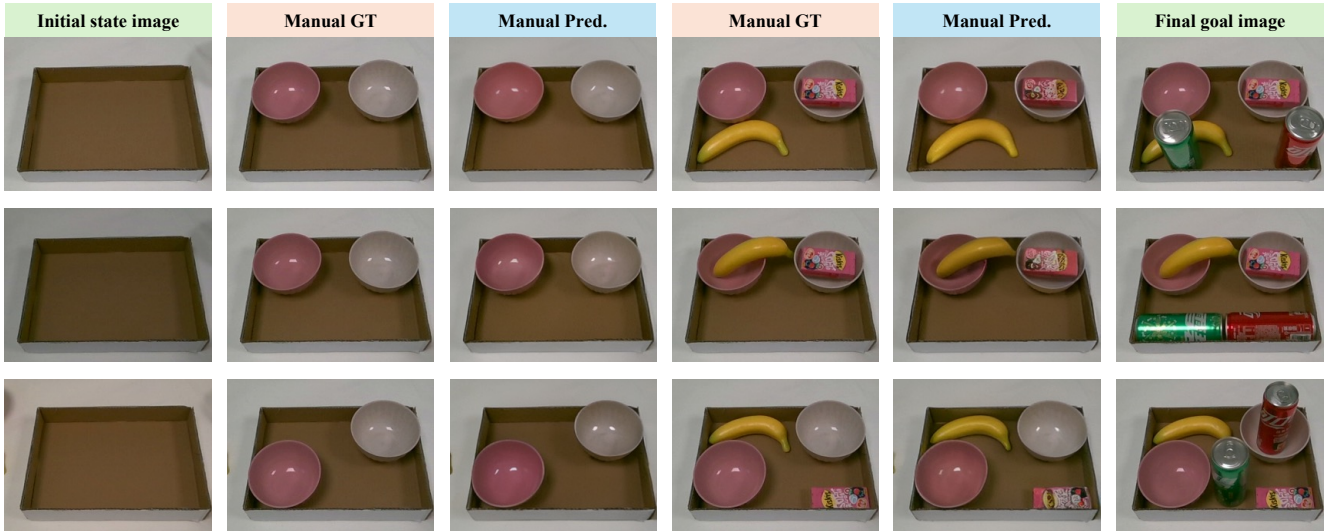 Initial state image
Manual GT
Manual Pred.
Manual GT
Manual Pred.
Final goal image